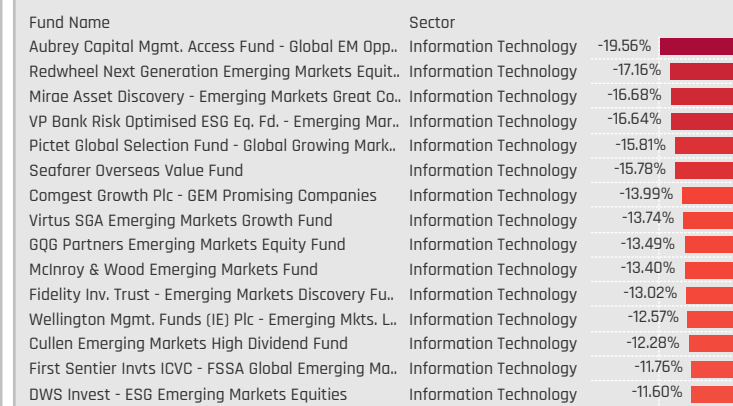 Fund Name Sector
Aubrey Capital Mgmt. Access Fund - Global EM Opp.. Information Technology -19.56%
Redwheel Next Generation Emerging Markets Equit.. Information Technology -17.16%
Mirae Asset Discovery - Emerging Markets Great Co.. Information Technology -16.68%
VP Bank Risk Optimised ESG Eq. Fd. - Emerging Mar.. Information Technology -16.64%
Pictet Global Selection Fund - Global Growing Mark.. Information Technology -15.81%
Seafarer Overseas Value Fund Information Technology -15.78%
Comgest Growth Plc - GEM Promising Companies Information Technology -13.99%
Virtus SGA Emerging Markets Growth Fund Information Technology -13.74%
GQG Partners Emerging Markets Equity Fund Information Technology -13.49%
McInroy & Wood Emerging Markets Fund Information Technology -13.40%
Fidelity Inv. Trust - Emerging Markets Discovery Fu.. Information Technology -13.02%
Wellington Mgmt. Funds (IE) Plc - Emerging Mkts. L.. Information Technology -12.57%
Cullen Emerging Markets High Dividend Fund Information Technology -12.28%
First Sentier Invts ICVC - FSSA Global Emerging Ma.. Information Technology -11.76%
DWS Invest - ESG Emerging Markets Equities Information Technology -11.60%